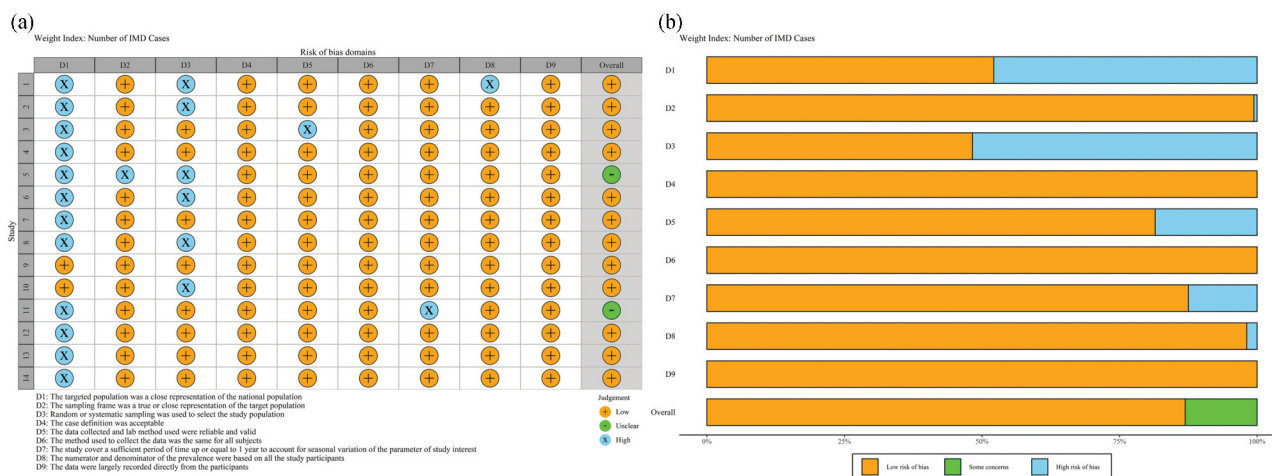 (a)
Weight Index: Number of IMD Cases
Risk of bias domains
D1 D2 D3 D4 D5 D6 D7 D8 D9 Overall
Study
1 X + X + + + + X + +
2 X + X + + + + + + +
3 X + + + X + + + + +
4 X + + + + + + + + +
5 X X X + + + + + + -
6 X + X + + + + + + +
7 X + + + + + + + + +
8 X + X + + + + + + +
9 + + + + + + + + + +
10 + + X + + + + + + +
11 X + + + + + X + + -
12 X + + + + + + + + +
13 X + + + + + + + + +
14 X + + + + + + + + +
D1: The targeted population was a close representation of the national population
D2: The sampling frame was a true or close representation of the target population
D3: Random or systematic sampling was used to select the study population
D4: The case definition was acceptable
D5: The data collected and lab method used were reliable and valid
D6: The method used to collect the data was the same for all subjects
D7: The study cover a sufficient period of time up or equal to 1 year to account for seasonal variation of the parameter of study interest
D8: The numerator and denominator of the prevalence were based on all the study participants
D9: The data were largely recorded directly from the participants
Judgement
+ Low
- Unclear
X High
(b)
Weight Index: Number of IMD Cases
D1
D2
D3
D4
D5
D6
D7
D8
D9
Overall
0% 25% 50% 75% 100%
Low risk of bias Some concerns High risk of bias